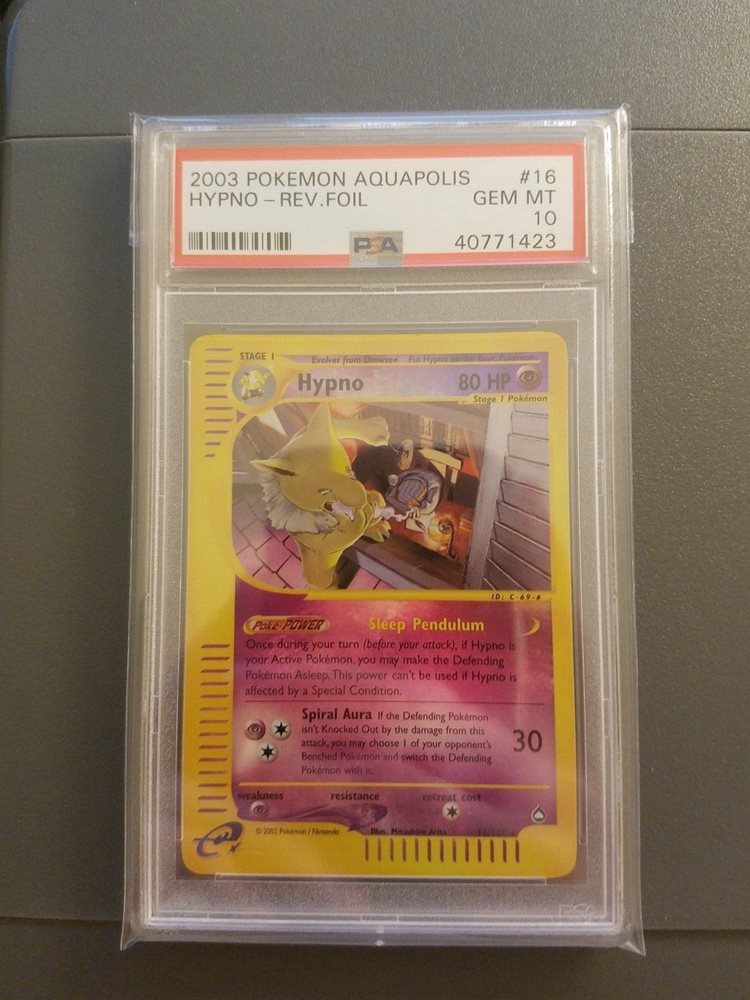 2003 POKEMON AQUAPOLIS #16
HYPNO - REV.FOIL GEM MT
10
PSA 40771423
STAGE 1 Evolves from Drowzee Put Hypno on the Basic Pokémon
Hypno 80 HP
Stage 1 Pokémon
ID: C-69-#
Poké-POWER Sleep Pendulum
Once during your turn (before your attack), if Hypno is
your Active Pokémon, you may make the Defending
Pokémon Asleep. This power can't be used if Hypno is
affected by a Special Condition.
Spiral Aura If the Defending Pokémon
isn't Knocked Out by the damage from this
attack, you may choose 1 of your opponent's
Benched Pokémon and switch the Defending
Pokémon with it.
30
weakness resistance retreat cost
e
© 2002 Pokémon / Nintendo Illus. Mitsuhiro Arita